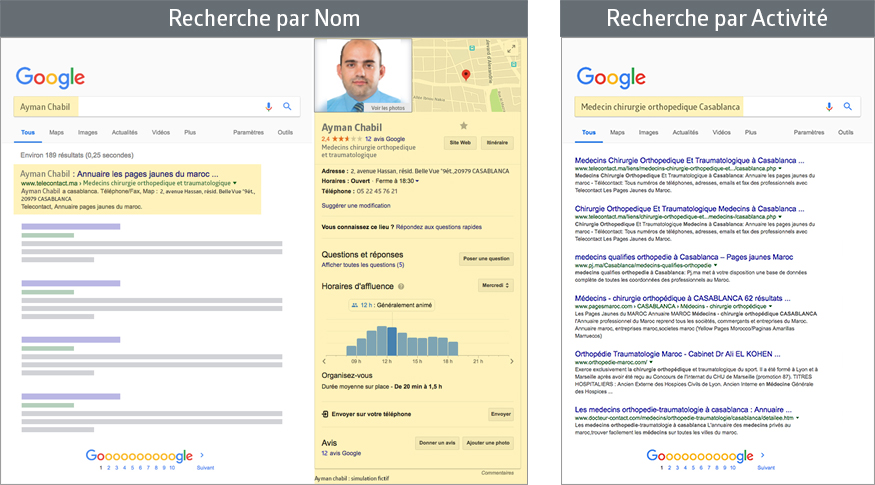 Recherche par Nom
Google
Ayman Chabil
Tous Maps Images Actualités Vidéos Plus Paramètres Outils
Environ 189 résultats (0,25 secondes)
Ayman Chabil : Annuaire les pages jaunes du maroc ...
www.telecontact.ma › Medecins chirurgie orthopedique et traumatologique
Ayman Chabil a casablanca. Téléphone/Fax, Map : 2, avenue Hassan, résid. Belle Vue °9ét.,
20979 CASABLANCA
Telecontact, Annuaire pages jaunes du maroc.
Goooooooooogle
1 2 3 4 5 6 7 8 9 10 Suivant
Voir les photos
Ayman Chabil
2,4 12 avis Google
Medecins chirurgie orthopedique
et traumatologique
Site Web Itinéraire
Adresse : 2, avenue Hassan, résid. Belle Vue °9ét.,20979 CASABLANCA
Horaires : Ouvert · Ferme à 18:30
Téléphone : 05 22 45 76 21
Suggérer une modification
Vous connaissez ce lieu ? Répondez aux questions rapides
Questions et réponses
Afficher toutes les questions (5)
Poser une question
Horaires d'affluence
Mercredi
12 h : Généralement animé
09 h 12 h 15 h 18 h 21 h
Organisez-vous
Durée moyenne sur place - De 20 min à 1,5 h
Envoyer sur votre téléphone Envoyer
Avis
12 avis Google
Donner un avis Ajouter une photo
Commentaires
Ayman chabil : simulation fictif
Recherche par Activité
Google
Medecin chirurgie orthopedique Casablanca
Tous Maps Images Actualités Vidéos Plus Paramètres Outils
Medecins Chirurgie Orthopedique Et Traumatologique à Casablanca ...
www.telecontact.ma/liens/medecins-chirurgie-orthopedique-et.../casablanca.php
Medecins Chirurgie Orthopedique Et Traumatologique à Casablanca. Annuaire les pages jaunes du
maroc - Télécontact: Tous numéros de téléphones, adresses, emails et fax des professionnels avec
Telecontact Les Pages Jaunes du Maroc.
Chirurgie Orthopedique Et Traumatologique Medecins à Casablanca ...
www.telecontact.ma/liens/chirurgie-orthopedique-et...medecins-/casablanca.php
Chirurgie Orthopedique Et Traumatologique Medecins à Casablanca. Annuaire les pages jaunes du
maroc - Télécontact: Tous numéros de téléphones, adresses, emails et fax des professionnels avec
Telecontact Les Pages Jaunes du Maroc.
medecins qualifies orthopedie à Casablanca – Pages jaunes Maroc
www.pj.ma/Casablanca/medecins-qualifies-orthopedie
medecins qualifies orthopedie à Casablanca: Pj.ma met à votre disposition une base de données
complète de toutes les coordonnées des professionnels au Maroc.
Médecins - chirurgie orthopédique à CASABLANCA 62 résultats ...
www.pagesmaroc.com › CASABLANCA › Médecins - chirurgie orthopédique
Les Pages Jaunes du MAROC Annuaire MAROC Médecins - chirurgie orthopédique CASABLANCA
l'Annuaire professionnel du Maroc reprend tous les sociétés, commerçants et entreprises du Maroc.
Annuaire maroc, entreprises maroc,societes maroc (Yellow Pages Morocco/Paginas Amarillas
Marruecos)
Orthopédie Traumatologie Maroc - Cabinet Dr Ali EL KOHEN ...
www.orthopedie-maroc.com/
Exerce exclusivement la chirurgie orthopédique et traumatologique du sport. Il a été formé à Lyon et à
Marseille après avoir été reçu au Concours de l'Internat du CHU de Marseille (promotion 87). TITRES
HOSPITALIERS : Ancien Externe des Hospices Civils de Lyon. Ancien Interne en Médecine Générale
des Hospices ...
Les medecins orthopedie-traumatologie à casablanca : Annuaire ...
www.docteur-contact.com/medecins/orthopedie-traumatologie/casablanca/detailee.htm
Les medecins orthopedie-traumatologie à casablanca L'annuaire des medecins privés au
maroc,trouver facilement les médecins sur toutes les villes du maroc.
Goooooooooogle
1 2 3 4 5 6 7 8 9 10 Suivant